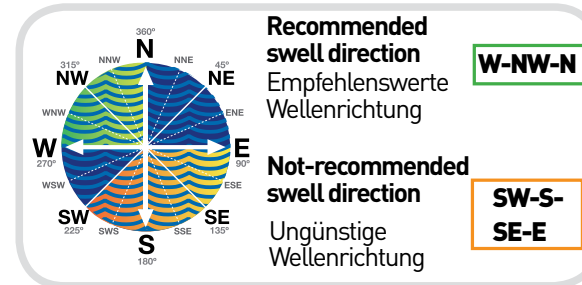 360°
N
NNW
NNE
315°
45°
NW
NE
WNW
ENE
W
E
270°
90°
WSW
ESE
SW
SE
225°
SWS
SSE
135°
S
180°
Recommended
swell direction
Empfehlenswerte
Wellenrichtung
W-NW-N
Not-recommended
swell direction
Ungünstige
Wellenrichtung
SW-S-
SE-E